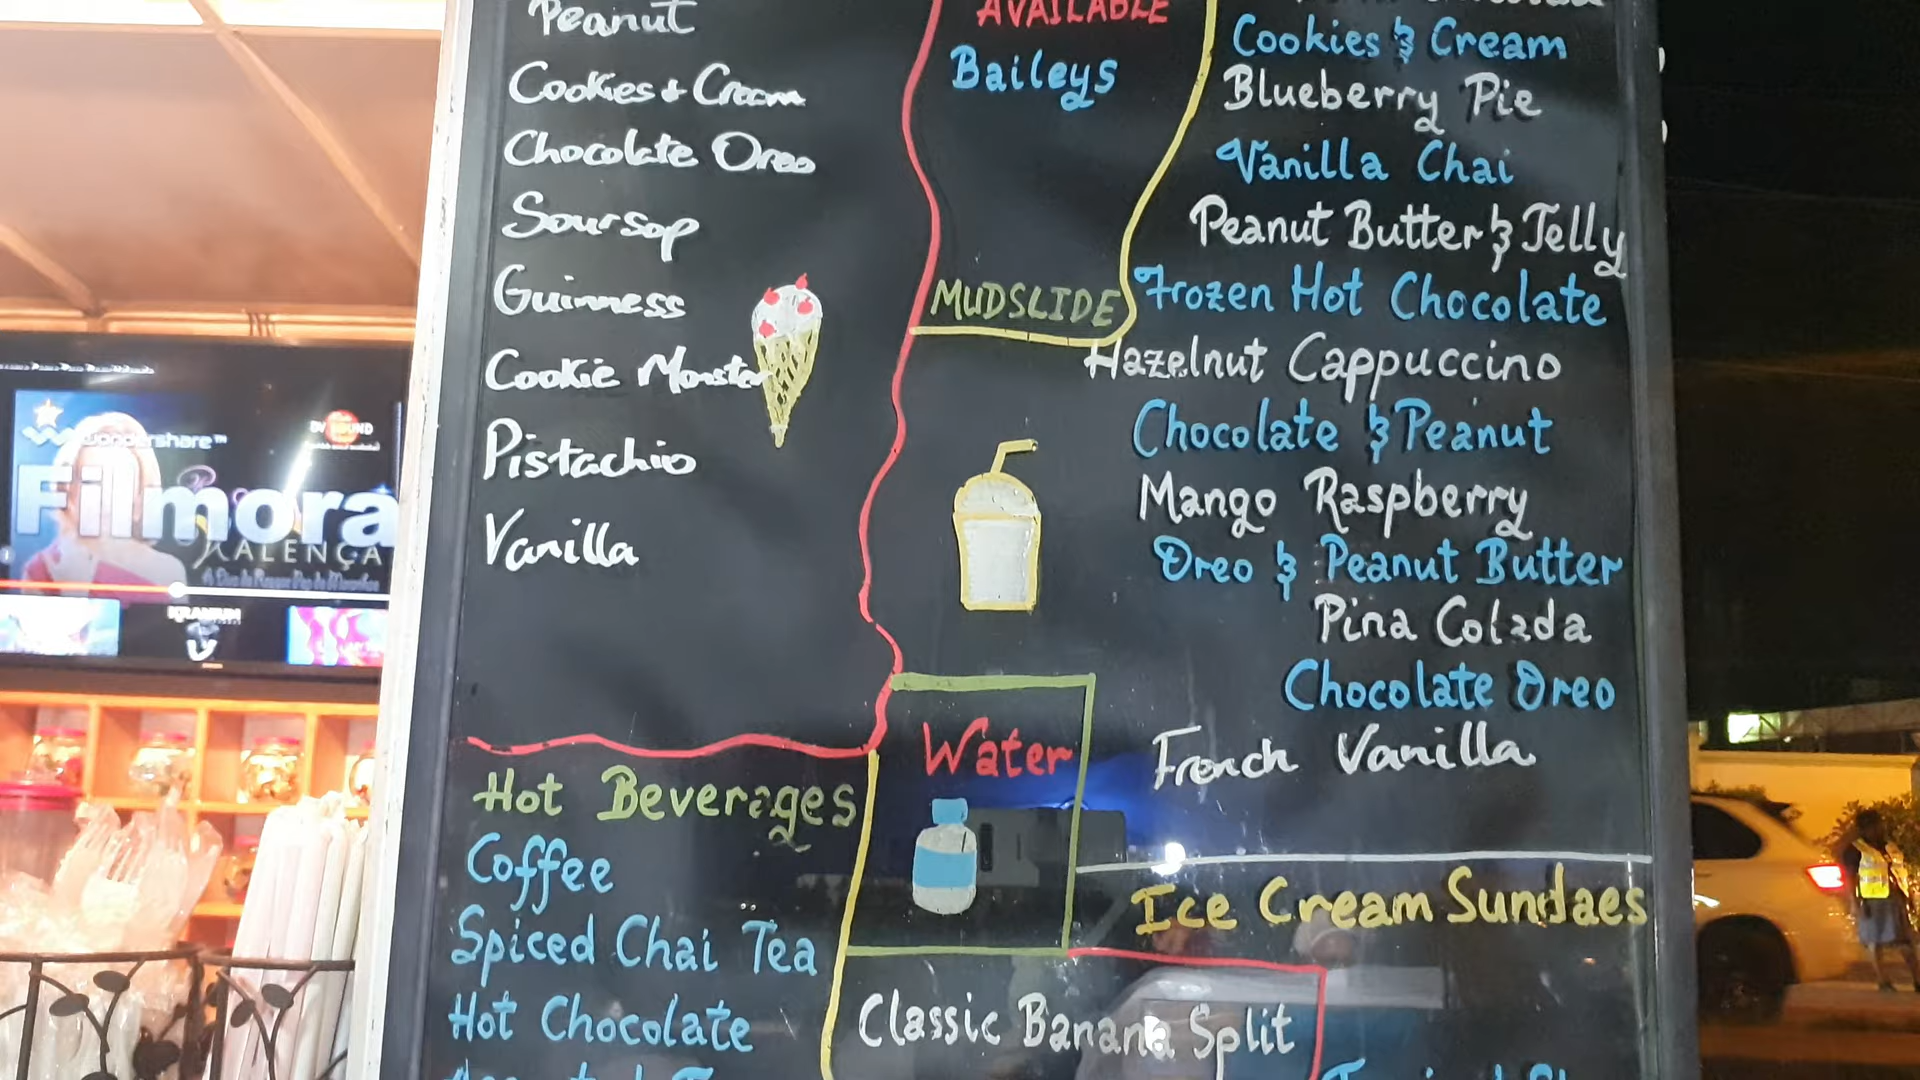 Peanut
Cookies & Cream
Chocolate Oreo
Soursop
Guinness
Cookie Monster
Pistachio
Vanilla
AVAILABLE
Baileys
MUDSLIDE
Cookies & Cream
Blueberry Pie
Vanilla Chai
Peanut Butter & Jelly
Frozen Hot Chocolate
Hazelnut Cappuccino
Chocolate & Peanut
Mango Raspberry
Oreo & Peanut Butter
Pina Colada
Chocolate Oreo
French Vanilla
Water
Hot Beverages
Coffee
Spiced Chai Tea
Hot Chocolate
Ice Cream Sundaes
Classic Banana Split
wondershare™
Filmora
KRANIUM